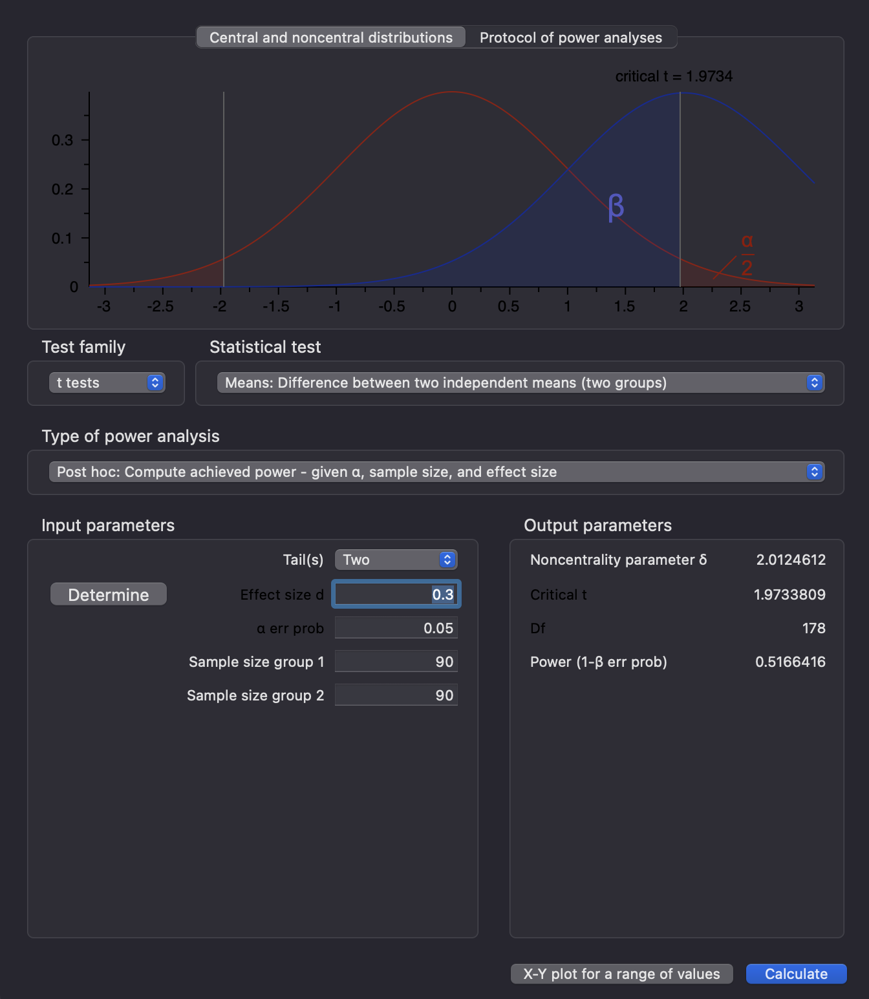 Central and noncentral distributions Protocol of power analyses
critical t = 1.9734
0.3
0.2
β
0.1
α
2
0
-3 -2.5 -2 -1.5 -1 -0.5 0 0.5 1 1.5 2 2.5 3
Test family Statistical test
t tests Means: Difference between two independent means (two groups)
Type of power analysis
Post hoc: Compute achieved power - given α, sample size, and effect size
Input parameters Output parameters
Tail(s) Two Noncentrality parameter δ 2.0124612
Determine Effect size d 0.3 Critical t 1.9733809
α err prob 0.05 Df 178
Sample size group 1 90 Power (1-β err prob) 0.5166416
Sample size group 2 90
X-Y plot for a range of values Calculate